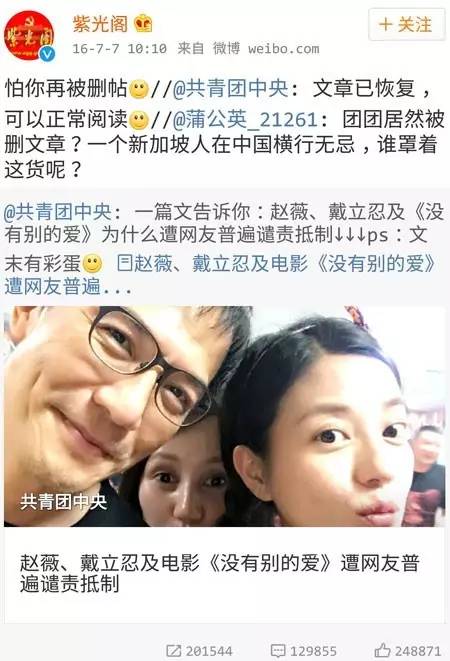 紫光阁
紫光阁
+ 关注
16-7-7 10:10 来自 微博 weibo.com
怕你再被删帖//@共青团中央: 文章已恢复，
可以正常阅读//@蒲公英_21261: 团团居然被
删文章？一个新加坡人在中国横行无忌，谁罩着
这货呢？
@共青团中央: 一篇文告诉你：赵薇、戴立忍及《没
有别的爱》为什么遭网友普遍谴责抵制↓↓↓ps：文
末有彩蛋 赵薇、戴立忍及电影《没有别的爱》
遭网友普遍...
共青团中央
赵薇、戴立忍及电影《没有别的爱》遭网友普
遍谴责抵制
201544 129855 248871